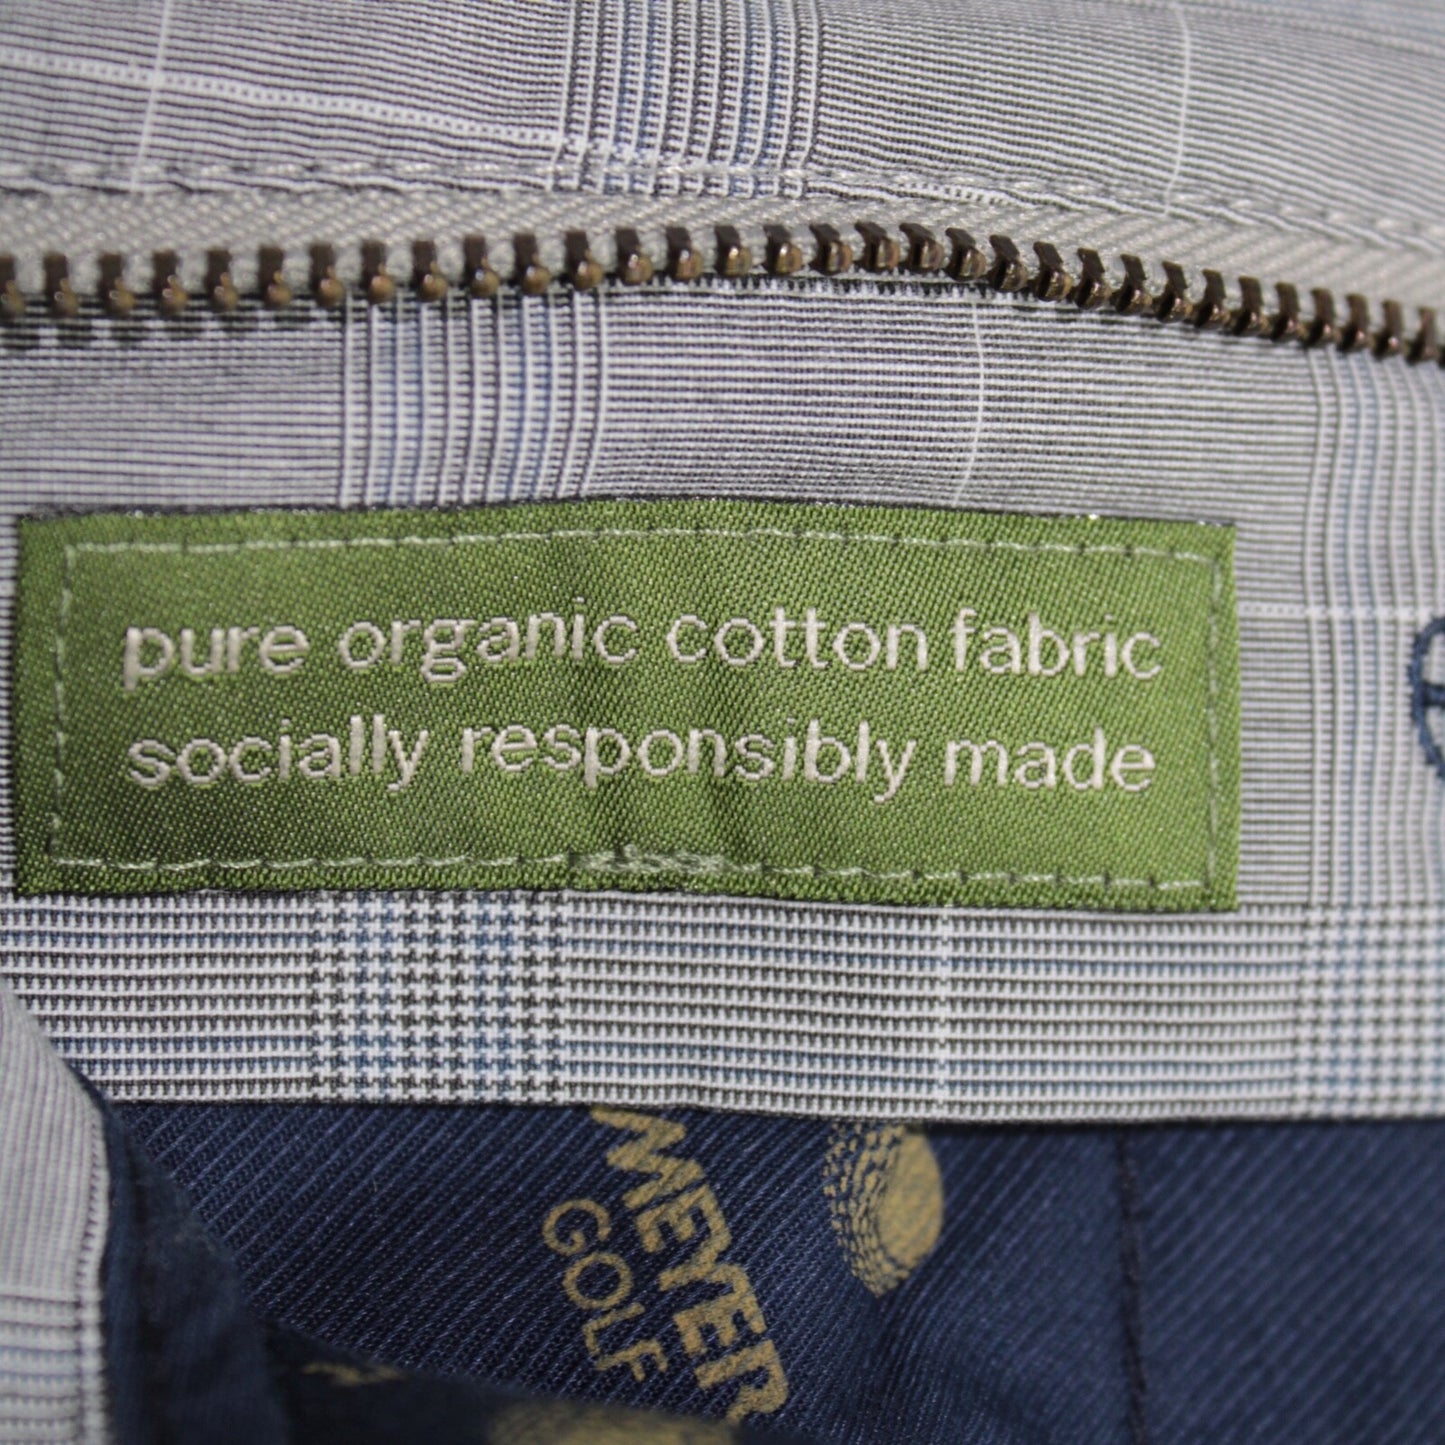 pure organic cotton fabric
socially responsibly made
MEYER
GOLF